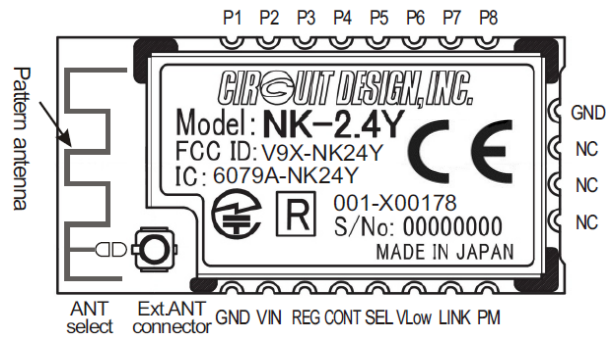 P1 P2 P3 P4 P5 P6 P7 P8
Pattern antenna
CIRCUIT DESIGN, INC.
Model: NK-2.4Y
FCC ID: V9X-NK24Y
IC: 6079A-NK24Y
CE
R
001-X00178
S/No: 00000000
MADE IN JAPAN
GND
NC
NC
NC
ANT select
Ext.ANT connector
GND VIN REG CONT SEL VLow LINK PM